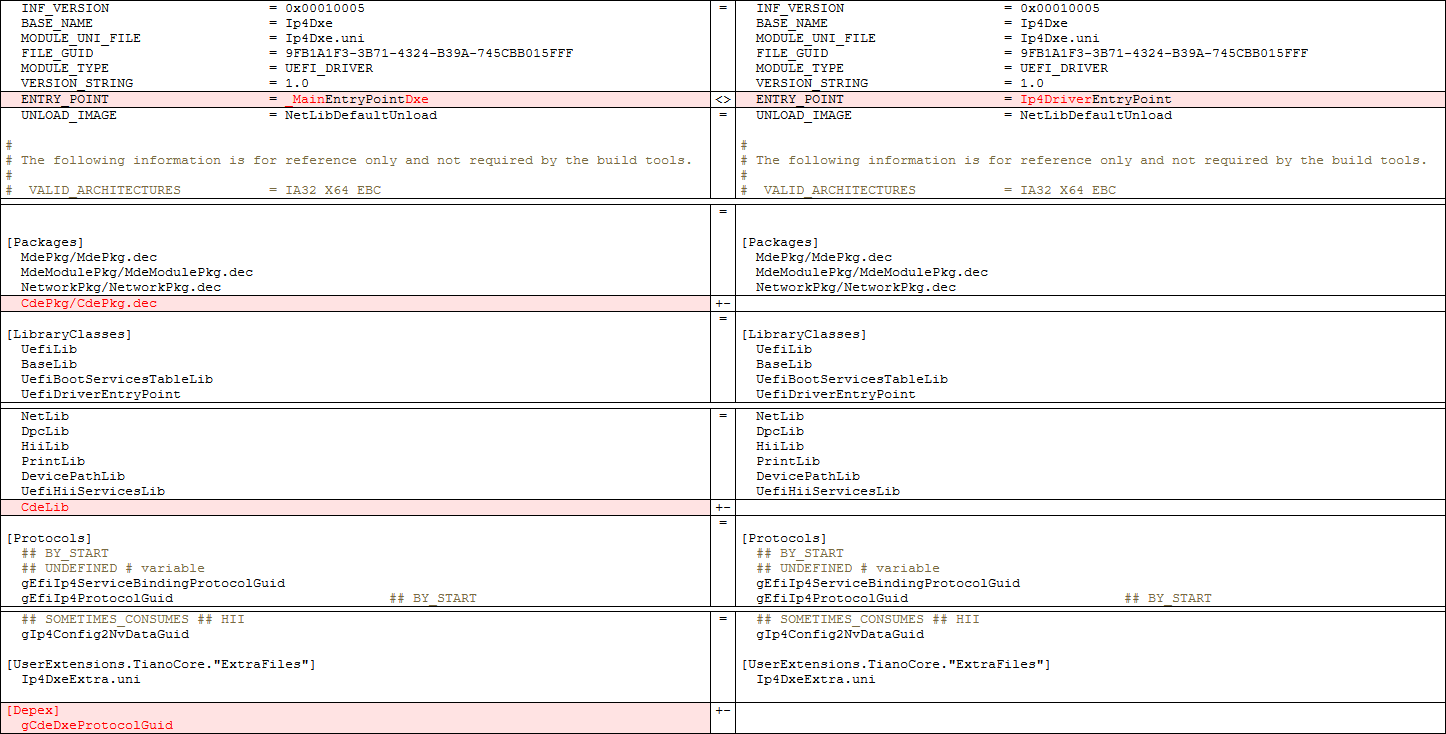 INF_VERSION                    = 0x00010005                    =   INF_VERSION                    = 0x00010005
BASE_NAME                      = Ip4Dxe                            BASE_NAME                      = Ip4Dxe
MODULE_UNI_FILE                = Ip4Dxe.uni                        MODULE_UNI_FILE                = Ip4Dxe.uni
FILE_GUID                      = 9FB1A1F3-3B71-4324-B39A-745CBB015FFF   FILE_GUID                      = 9FB1A1F3-3B71-4324-B39A-745CBB015FFF
MODULE_TYPE                    = UEFI_DRIVER                       MODULE_TYPE                    = UEFI_DRIVER
VERSION_STRING                 = 1.0                               VERSION_STRING                 = 1.0
ENTRY_POINT                    = _MainEntryPointDxe            <>  ENTRY_POINT                    = Ip4DriverEntryPoint
UNLOAD_IMAGE                   = NetLibDefaultUnload           =   UNLOAD_IMAGE                   = NetLibDefaultUnload
#   #
# The following information is for reference only and not required by the build tools.   # The following information is for reference only and not required by the build tools.
#   #
#  VALID_ARCHITECTURES           = IA32 X64 EBC   #  VALID_ARCHITECTURES           = IA32 X64 EBC
=
[Packages]   [Packages]
MdePkg/MdePkg.dec   MdePkg/MdePkg.dec
MdeModulePkg/MdeModulePkg.dec   MdeModulePkg/MdeModulePkg.dec
NetworkPkg/NetworkPkg.dec   NetworkPkg/NetworkPkg.dec
CdePkg/CdePkg.dec   +-
=
[LibraryClasses]   [LibraryClasses]
UefiLib   UefiLib
BaseLib   BaseLib
UefiBootServicesTableLib   UefiBootServicesTableLib
UefiDriverEntryPoint   UefiDriverEntryPoint
NetLib   =   NetLib
DpcLib   DpcLib
HiiLib   HiiLib
PrintLib   PrintLib
DevicePathLib   DevicePathLib
UefiHiiServicesLib   UefiHiiServicesLib
CdeLib   +-
=
[Protocols]   [Protocols]
## BY_START   ## BY_START
## UNDEFINED # variable   ## UNDEFINED # variable
gEfiIp4ServiceBindingProtocolGuid   gEfiIp4ServiceBindingProtocolGuid
gEfiIp4ProtocolGuid                           ## BY_START   gEfiIp4ProtocolGuid                           ## BY_START
## SOMETIMES_CONSUMES ## HII   =   ## SOMETIMES_CONSUMES ## HII
gIp4Config2NvDataGuid   gIp4Config2NvDataGuid
[UserExtensions.TianoCore."ExtraFiles"]   [UserExtensions.TianoCore."ExtraFiles"]
Ip4DxeExtra.uni   Ip4DxeExtra.uni
[Depex]   +-
gCdeDxeProtocolGuid